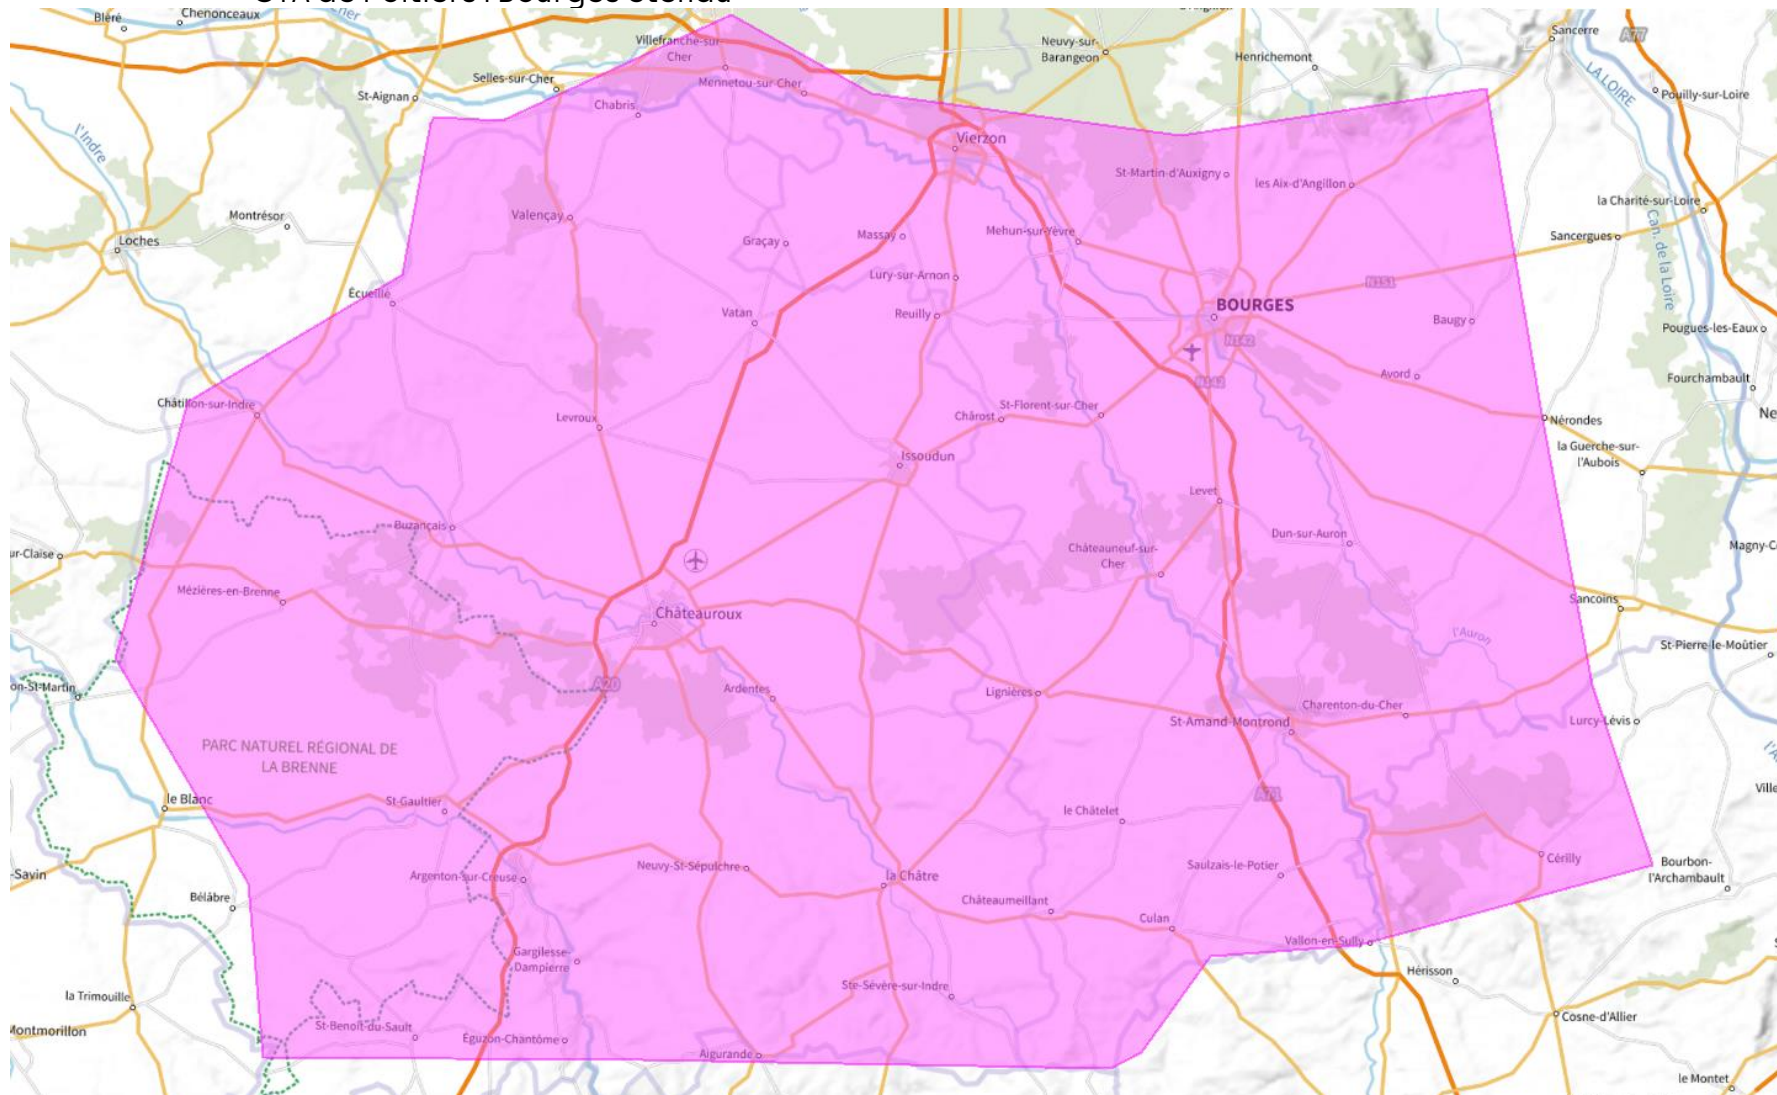 Bléré
Chenonceaux
Cher
Villefranche-sur-
Cher
Neuvy-sur-
Barangeon
Henrichemont
Sancerre
A77
LA LOIRE
Pouilly-sur-Loire
Selles-sur-Cher
Mennetou-sur-Cher
St-Aignan
Chabris
l'Indre
Vierzon
St-Martin-d'Auxigny
les Aix-d'Angillon
la Charité-sur-Loire
Montrésor
Valençay
Loches
Graçay
Massay
Mehun-sur-Yèvre
Sancergues
Can. de la Loire
Lury-sur-Arnon
N151
Écueillé
BOURGES
Vatan
Reuilly
Baugy
Pougues-les-Eaux
N142
Avord
N142
Fourchambault
Châtillon-sur-Indre
St-Florent-sur-Cher
Chârost
Levroux
Nérondes
Ne
la Guerche-sur-
l'Aubois
Issoudun
Levet
Buzançais
Dun-sur-Auron
ur-Claise
Châteauneuf-sur-
Cher
Magny-C
Mézières-en-Brenne
Sancoins
Châteauroux
l'Auron
St-Pierre-le-Moûtier
on-St-Martin
A20
Ardentes
Lignières
Charenton-du-Cher
St-Amand-Montrond
Lurcy-Lévis
PARC NATUREL RÉGIONAL DE
LA BRENNE
Ville
le Blanc
St-Gaultier
A71
le Châtelet
Neuvy-St-Sépulchre
Saulzais-le-Potier
Cérilly
Bourbon-
l'Archambault
-Savin
Argenton-sur-Creuse
la Châtre
Bélâbre
Châteaumeillant
Culan
Vallon-en-Sully
Gargilesse-
Dampierre
Hérisson
Ste-Sévère-sur-Indre
la Trimouille
Cosne-d'Allier
Montmorillon
St-Benoît-du-Sault
Éguzon-Chantôme
Aigurande
le Montet